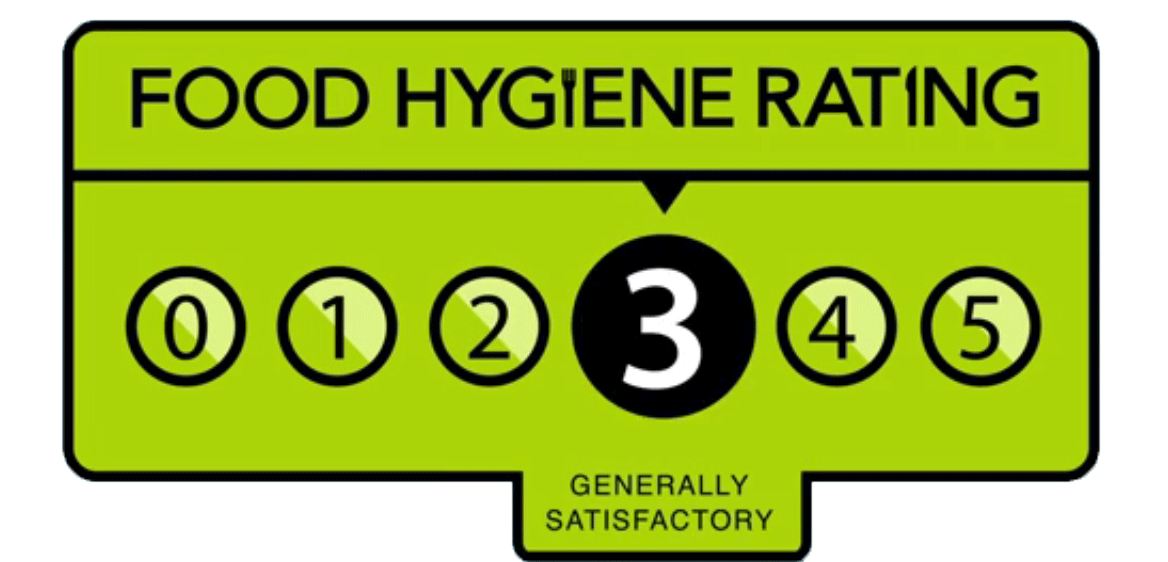 FOOD HYGIENE RATING
0 1 2 3 4 5
GENERALLY
SATISFACTORY